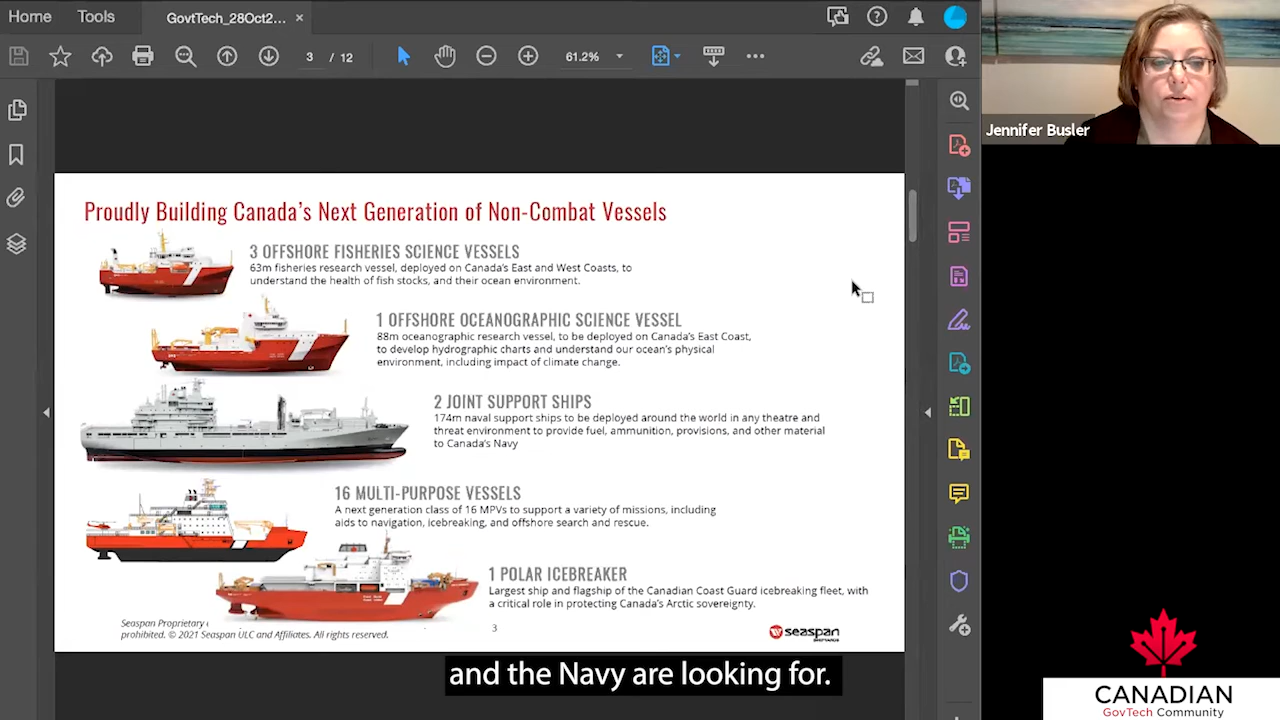 Home
Tools
GovtTech_28Oct2...
3 / 12
61.2%
Jennifer Busler
Proudly Building Canada's Next Generation of Non-Combat Vessels
3 OFFSHORE FISHERIES SCIENCE VESSELS
63m fisheries research vessel, deployed on Canada's East and West Coasts, to
understand the health of fish stocks, and their ocean environment.
1 OFFSHORE OCEANOGRAPHIC SCIENCE VESSEL
88m oceanographic research vessel, to be deployed on Canada's East Coast,
to develop hydrographic charts and understand our ocean's physical
environment, including impact of climate change.
2 JOINT SUPPORT SHIPS
174m naval support ships to be deployed around the world in any theatre and
threat environment to provide fuel, ammunition, provisions, and other material
to Canada's Navy
16 MULTI-PURPOSE VESSELS
A next generation class of 16 MPVs to support a variety of missions, including
aids to navigation, icebreaking, and offshore search and rescue.
1 POLAR ICEBREAKER
Largest ship and flagship of the Canadian Coast Guard icebreaking fleet, with
a critical role in protecting Canada's Arctic sovereignty.
Seaspan Proprietary
prohibited. © 2021 Seaspan ULC and Affiliates. All rights reserved.
3
seaspan
SHIPYARDS
and the Navy are looking for.
CANADIAN
GovTech Community